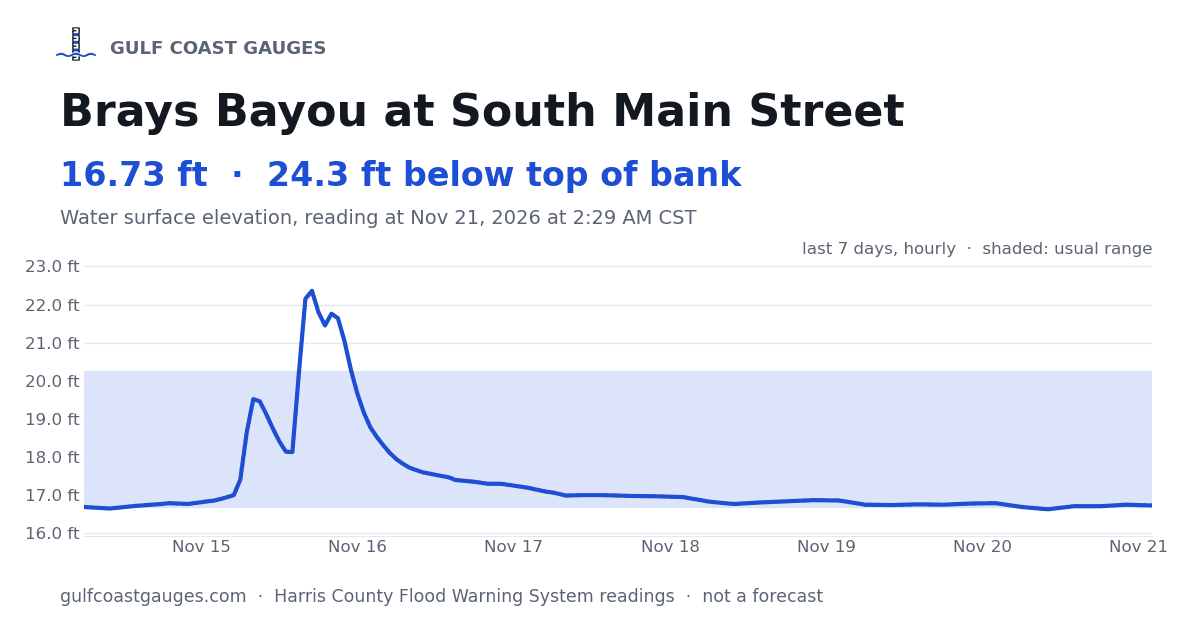 GULF COAST GAUGES
Brays Bayou at South Main Street
16.73 ft · 24.3 ft below top of bank
Water surface elevation, reading at Nov 21, 2026 at 2:29 AM CST
last 7 days, hourly · shaded: usual range
23.0 ft
22.0 ft
21.0 ft
20.0 ft
19.0 ft
18.0 ft
17.0 ft
16.0 ft
Nov 15 Nov 16 Nov 17 Nov 18 Nov 19 Nov 20 Nov 21
gulfcoastgauges.com · Harris County Flood Warning System readings · not a forecast